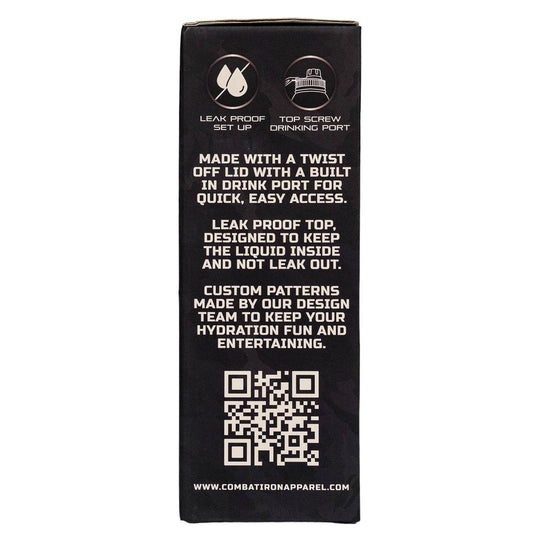 LEAK PROOF
SET UP
TOP SCREW
DRINKING PORT
MADE WITH A TWIST
OFF LID WITH A BUILT
IN DRINK PORT FOR
QUICK, EASY ACCESS.
LEAK PROOF TOP,
DESIGNED TO KEEP
THE LIQUID INSIDE
AND NOT LEAK OUT.
CUSTOM PATTERNS
MADE BY OUR DESIGN
TEAM TO KEEP YOUR
HYDRATION FUN AND
ENTERTAINING.
WWW.COMBATIRONAPPAREL.COM